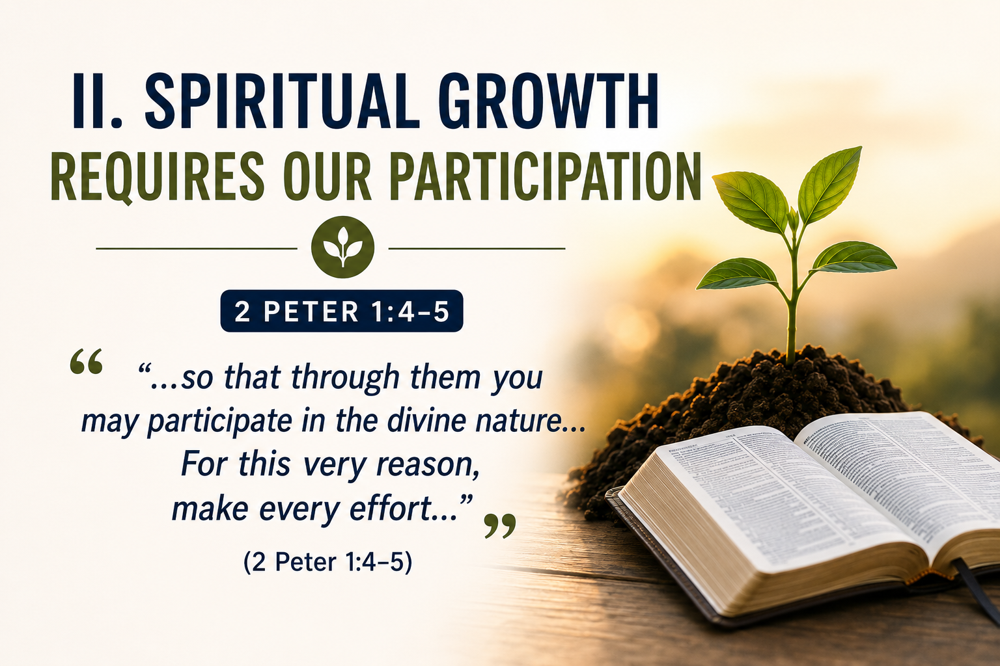 II. SPIRITUAL GROWTH
REQUIRES OUR PARTICIPATION
2 PETER 1:4–5
“
“...so that through them you
may participate in the divine nature...
For this very reason,
make every effort...”
”
(2 Peter 1:4–5)